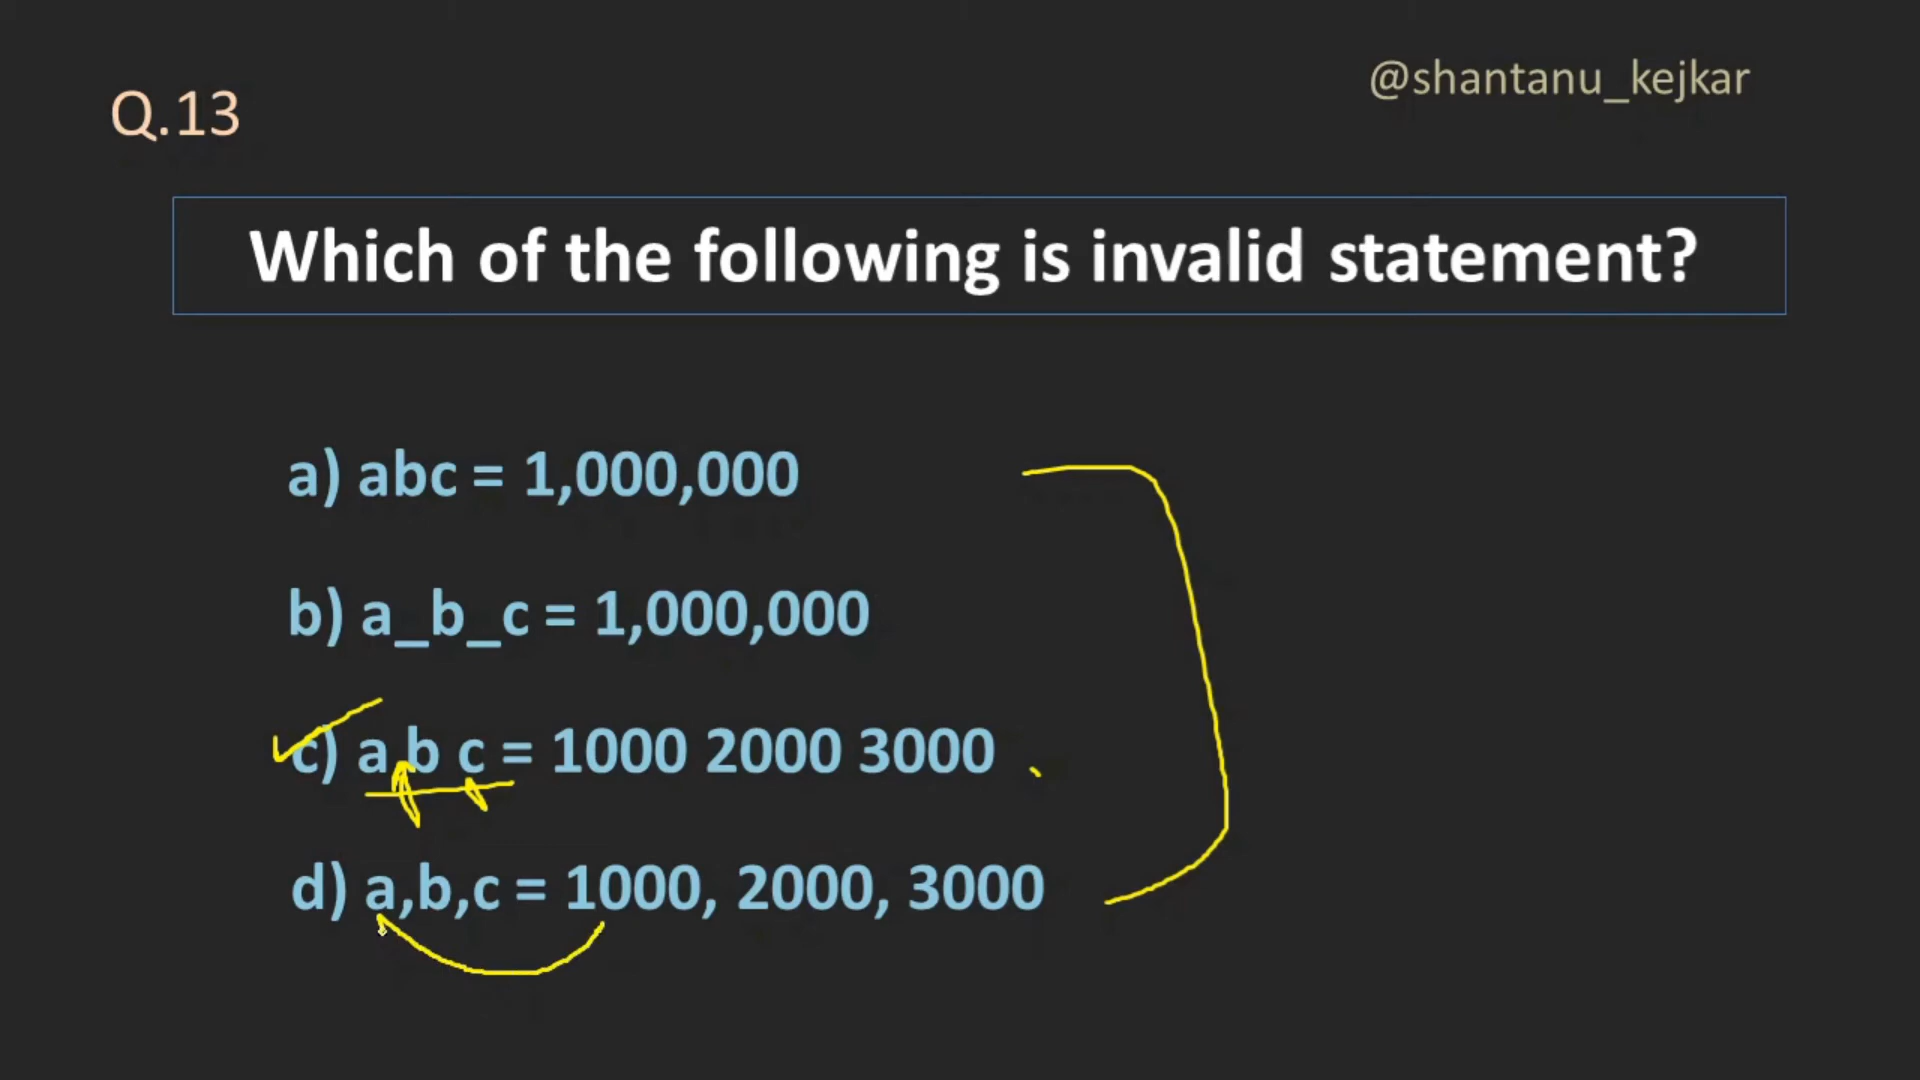 @shantanu_kejkar
Q.13
Which of the following is invalid statement?
a) abc = 1,000,000
b) a_b_c = 1,000,000
c) a b c = 1000 2000 3000
d) a,b,c = 1000, 2000, 3000